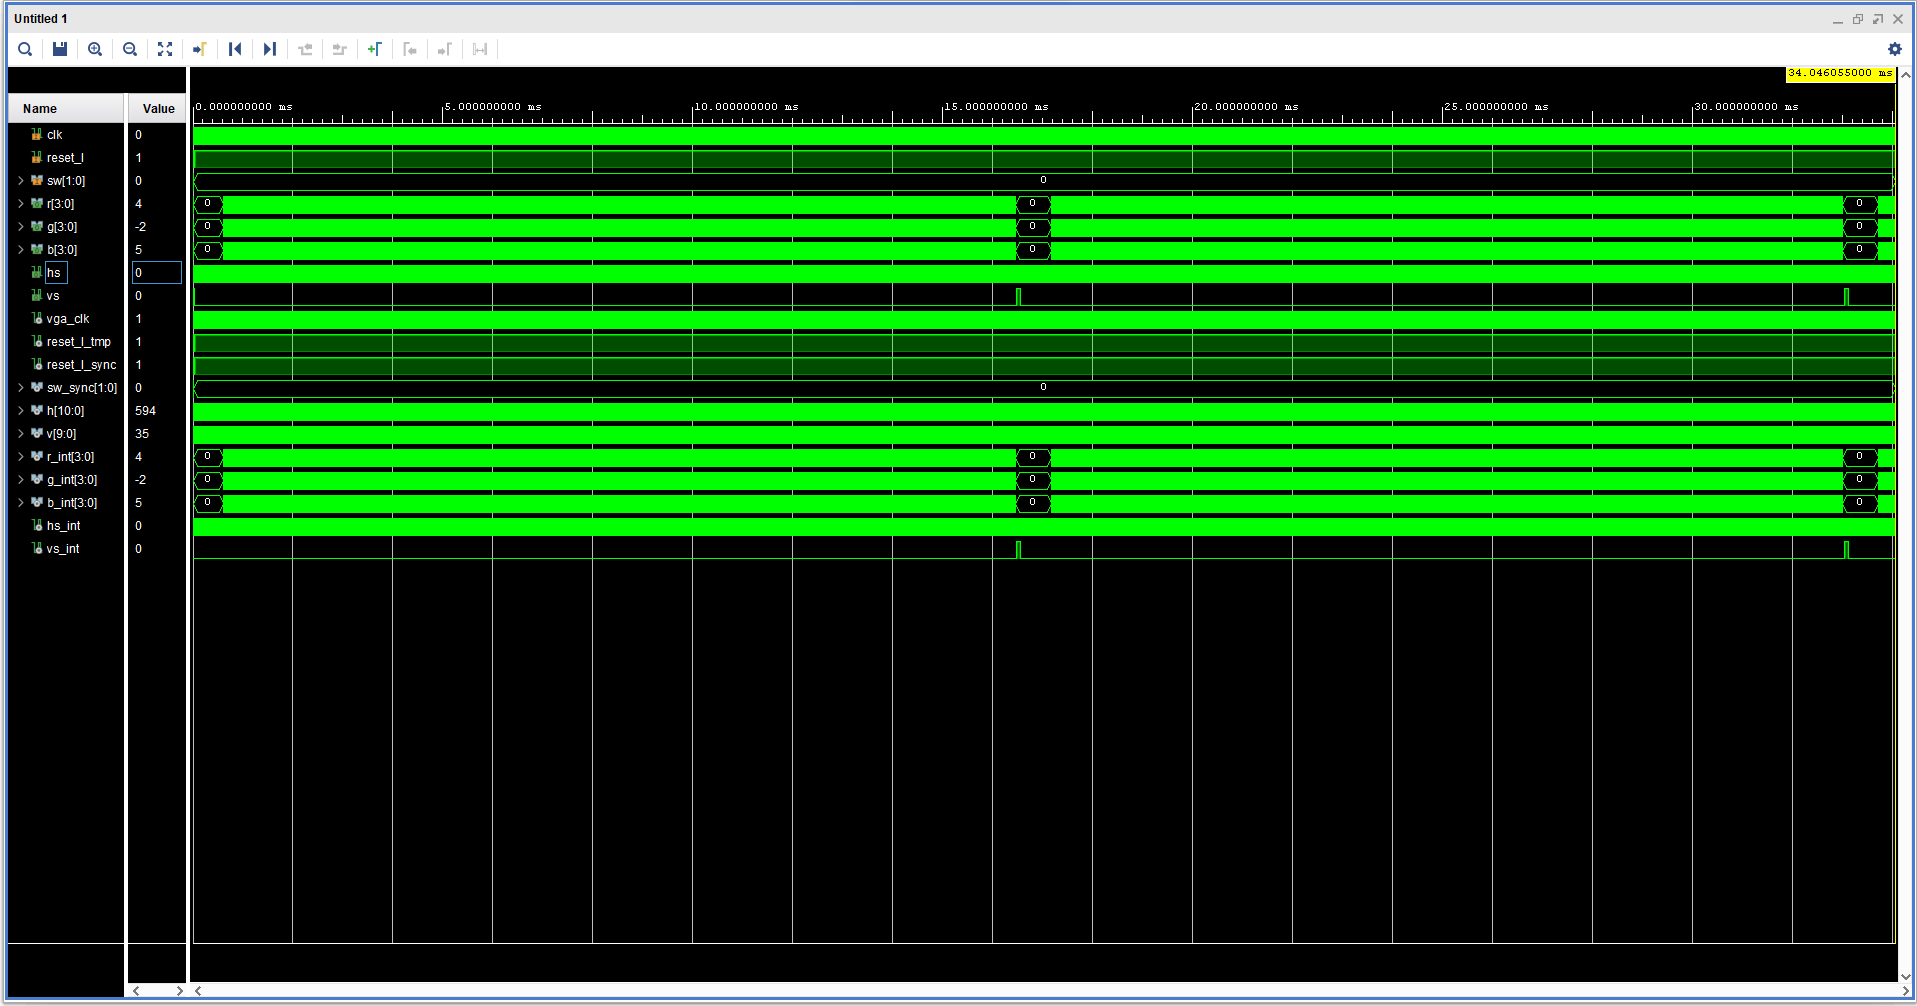 Untitled 1
34.046055000 ms
Name Value
0.000000000 ms 5.000000000 ms 10.000000000 ms 15.000000000 ms 20.000000000 ms 25.000000000 ms 30.000000000 ms
clk 0
reset_l 1
sw[1:0] 0 0
r[3:0] 4 0 0 0
g[3:0] -2 0 0 0
b[3:0] 5 0 0 0
hs 0
vs 0
vga_clk 1
reset_l_tmp 1
reset_l_sync 1
sw_sync[1:0] 0 0
h[10:0] 594
v[9:0] 35
r_int[3:0] 4 0 0 0
g_int[3:0] -2 0 0 0
b_int[3:0] 5 0 0 0
hs_int 0
vs_int 0